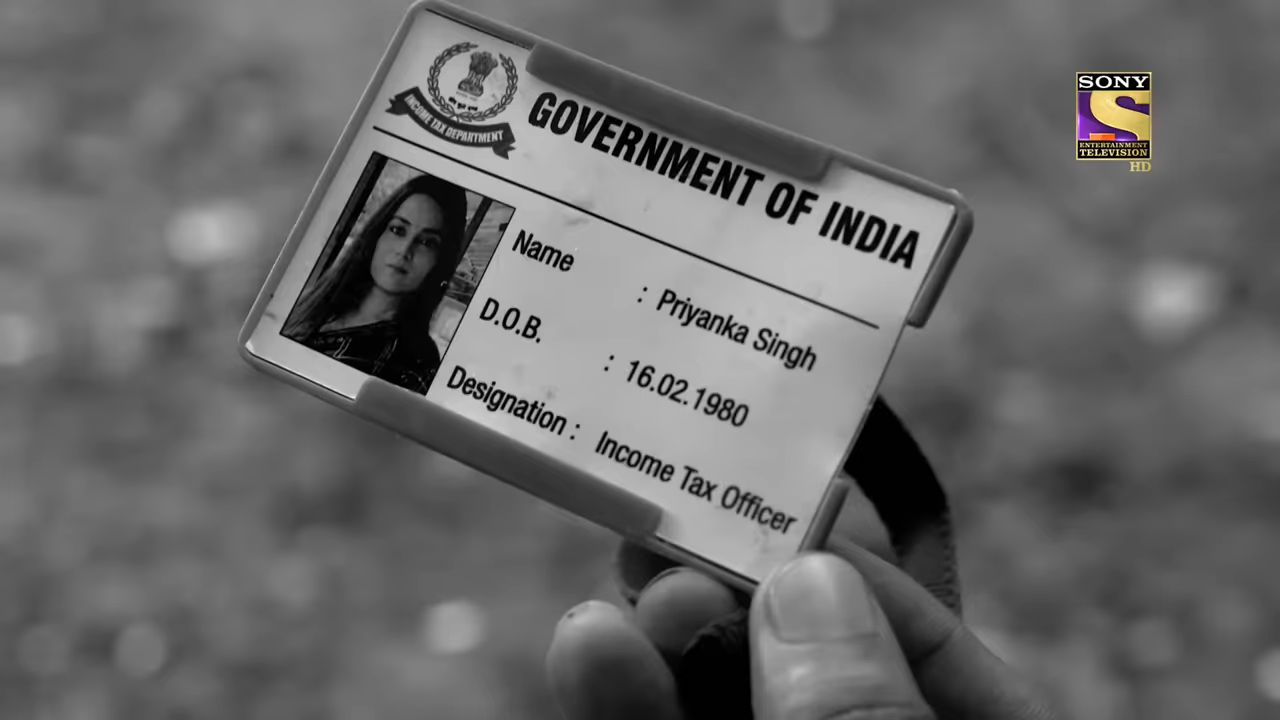 GOVERNMENT OF INDIA
INCOME TAX DEPARTMENT
Name : Priyanka Singh
D.O.B. : 16.02.1980
Designation : Income Tax Officer
SONY
ENTERTAINMENT
TELEVISION
HD